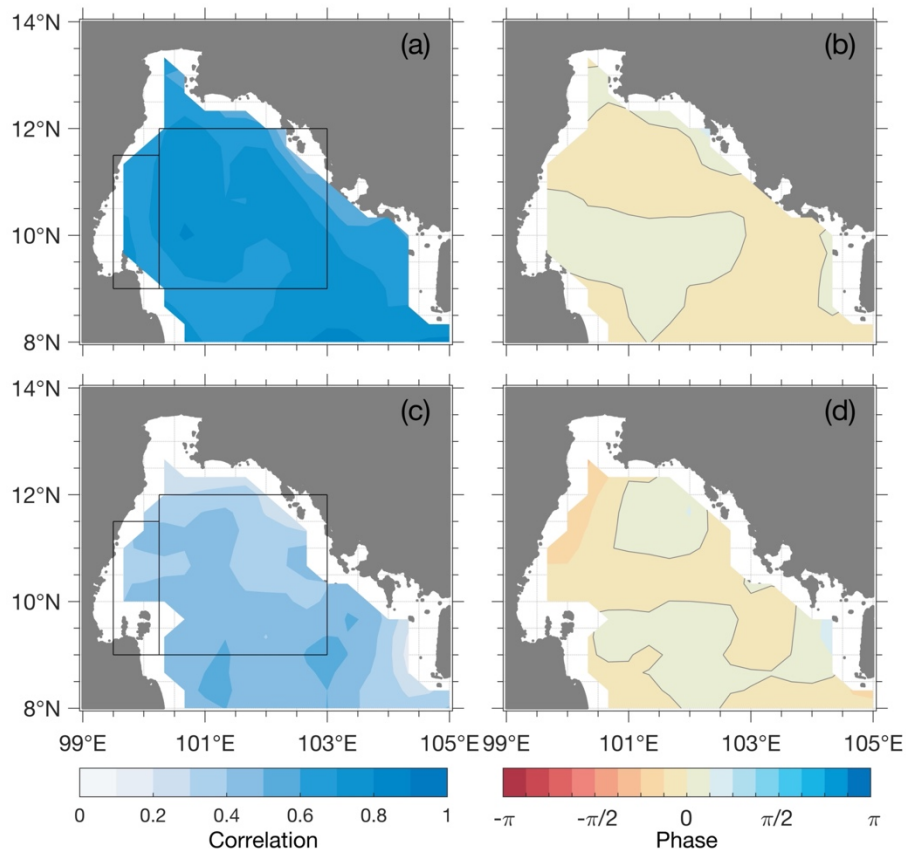 14°N
(a)
(b)
12°N
10°N
8°N
14°N
(c)
(d)
12°N
10°N
8°N
99°E 101°E 103°E 105°E 99°E 101°E 103°E 105°E
0 0.2 0.4 0.6 0.8 1
Correlation
-π -π/2 0 π/2 π
Phase